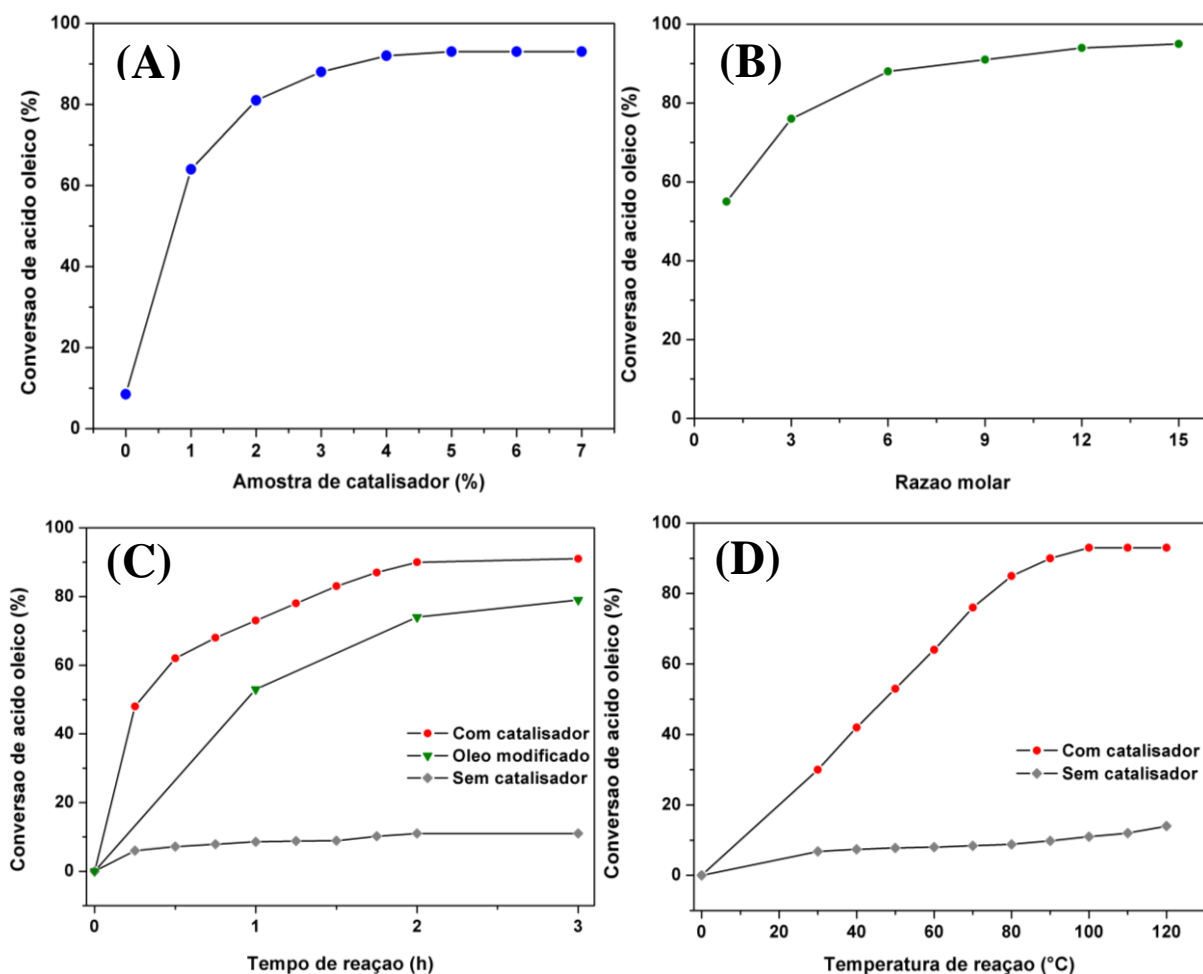 (A)
Conversao de acido oleico (%)
100
80
60
40
20
0
0 1 2 3 4 5 6 7
Amostra de catalisador (%)
(B)
Conversao de acido oleico (%)
100
80
60
40
20
0
0 3 6 9 12 15
Razao molar
(C)
Conversao de acido oleico (%)
100
80
60
40
20
0
Com catalisador
Oleo modificado
Sem catalisador
0 1 2 3
Tempo de reaçao (h)
(D)
Conversao de acido oleico (%)
100
80
60
40
20
0
Com catalisador
Sem catalisador
0 20 40 60 80 100 120
Temperatura de reaçao (°C)